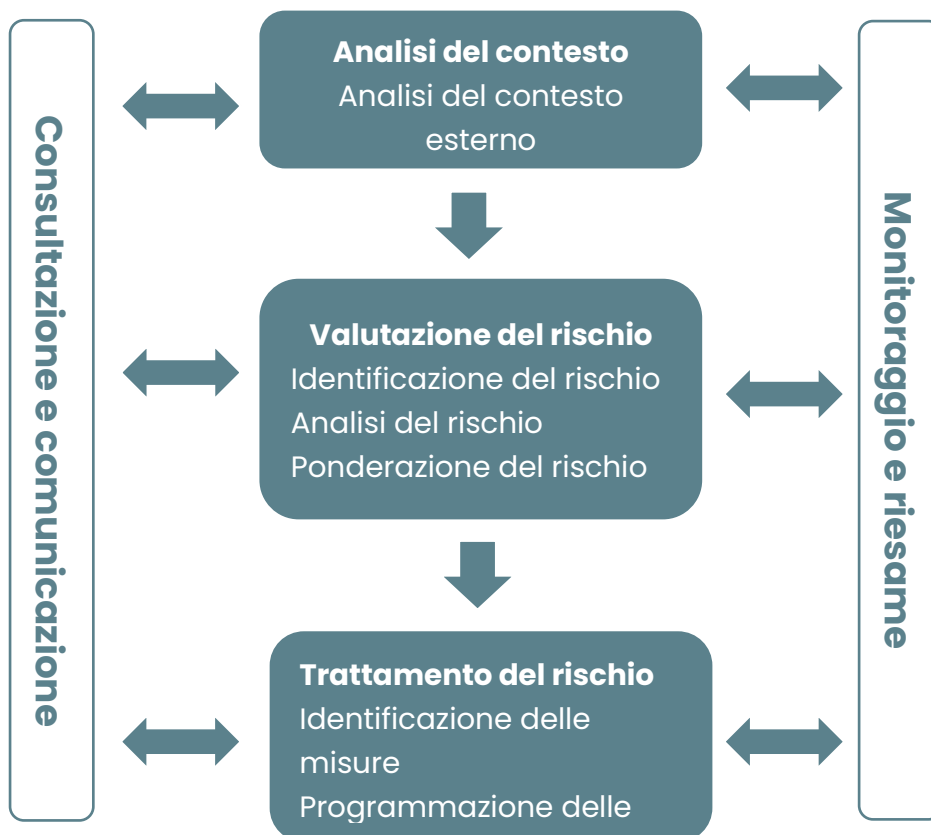 Consultazione e comunicazione
Analisi del contesto
Analisi del contesto
esterno
Valutazione del rischio
Identificazione del rischio
Analisi del rischio
Ponderazione del rischio
Trattamento del rischio
Identificazione delle
misure
Programmazione delle
Monitoraggio e riesame